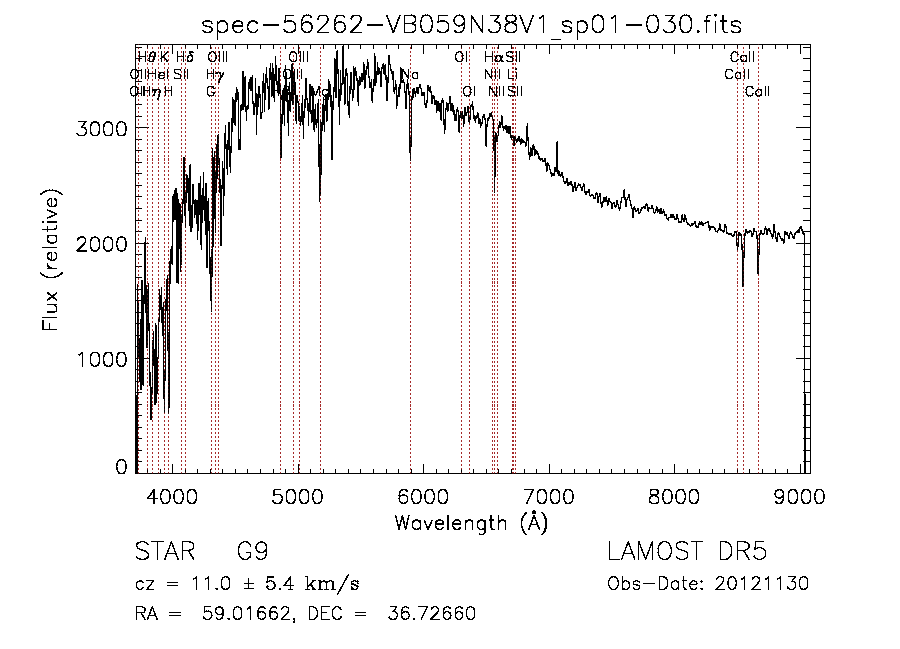 spec-56262-VB059N38V1_sp01-030.fits
Hθ K Hδ OIII OIII OI Hα SII CaII
OII HeI SII Hγ Na NII Li CaII
Hη H G Mg OI NII SII CaII
3000
2000
1000
0
Flux (relative)
4000 5000 6000 7000 8000 9000
Wavelength (Å)
STAR G9 LAMOST DR5
cz = 11.0 ± 5.4 km/s Obs-Date: 20121130
RA = 59.01662, DEC = 36.72660